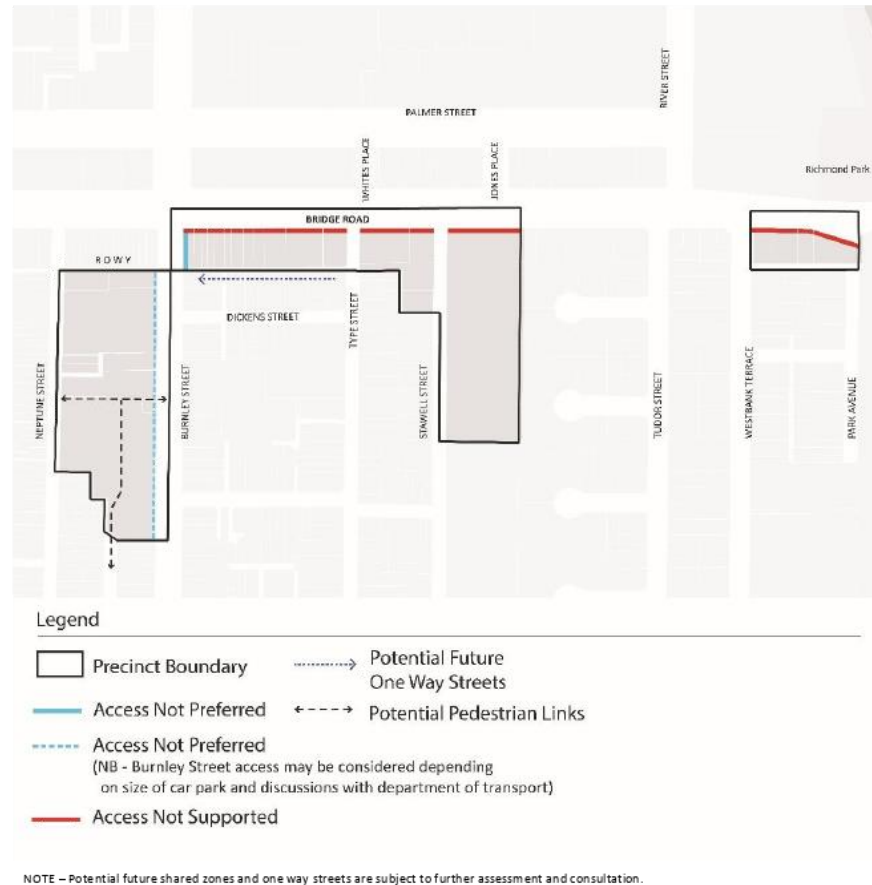 RIVER STREET
PALMER STREET
WHITES PLACE
JONES PLACE
Richmond Park
BRIDGE ROAD
ROWY
DICKENS STREET
TYPE STREET
NEPTUNE STREET
BURNLEY STREET
STAWELL STREET
TUDOR STREET
WESTBANK TERRACE
PARK AVENUE
Legend
Precinct Boundary
Potential Future
One Way Streets
Access Not Preferred
Potential Pedestrian Links
Access Not Preferred
(NB - Burnley Street access may be considered depending
on size of car park and discussions with department of transport)
Access Not Supported
NOTE – Potential future shared zones and one way streets are subject to further assessment and consultation.